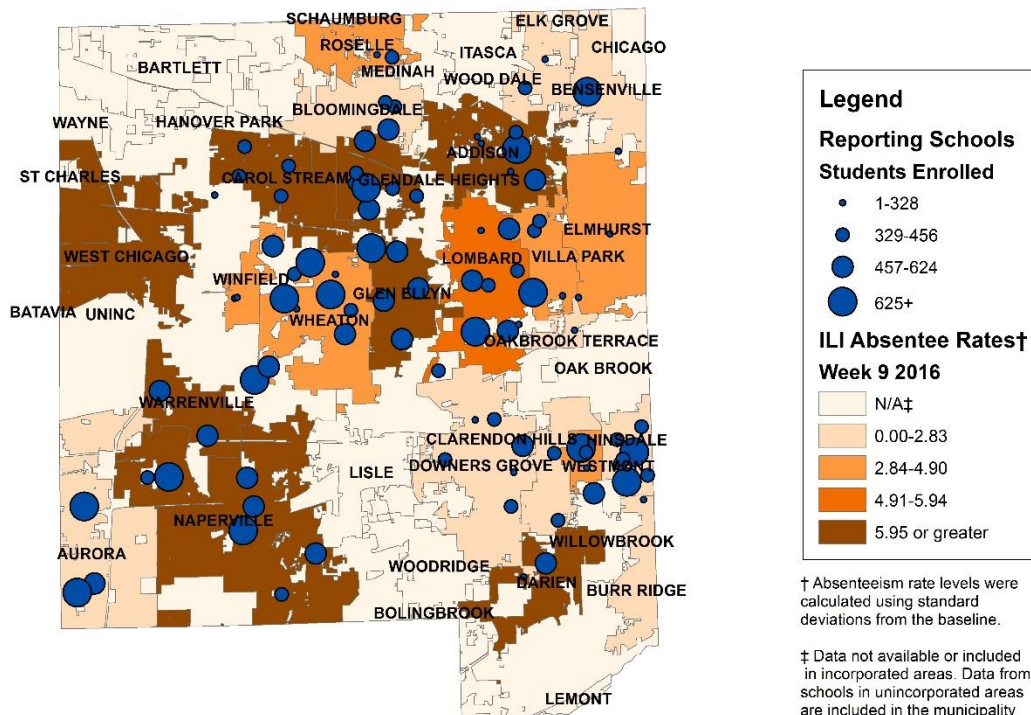 SCHAUMBURG
ELK GROVE
ROSELLE
ITASCA
CHICAGO
BARTLETT
MEDINAH
WOOD DALE
BENSENVILLE
BLOOMINGDALE
WAYNE
HANOVER PARK
ADDISON
ST CHARLES
CAROL STREAM
GLENDALE HEIGHTS
ELMHURST
WEST CHICAGO
LOMBARD
VILLA PARK
WINFIELD
GLEN ELLYN
BATAVIA
UNINC
WHEATON
OAKBROOK TERRACE
OAK BROOK
WARRENVILLE
CLARENDON HILLS
HINSDALE
LISLE
DOWNERS GROVE
WESTMONT
NAPERVILLE
AURORA
WILLOWBROOK
WOODRIDGE
DARIEN
BURR RIDGE
BOLINGBROOK
LEMONT
Legend
Reporting Schools
Students Enrolled
1-328
329-456
457-624
625+
ILI Absentee Rates†
Week 9 2016
N/A‡
0.00-2.83
2.84-4.90
4.91-5.94
5.95 or greater
† Absenteeism rate levels were
calculated using standard
deviations from the baseline.
‡ Data not available or included
in incorporated areas. Data from
schools in unincorporated areas
are included in the municipality